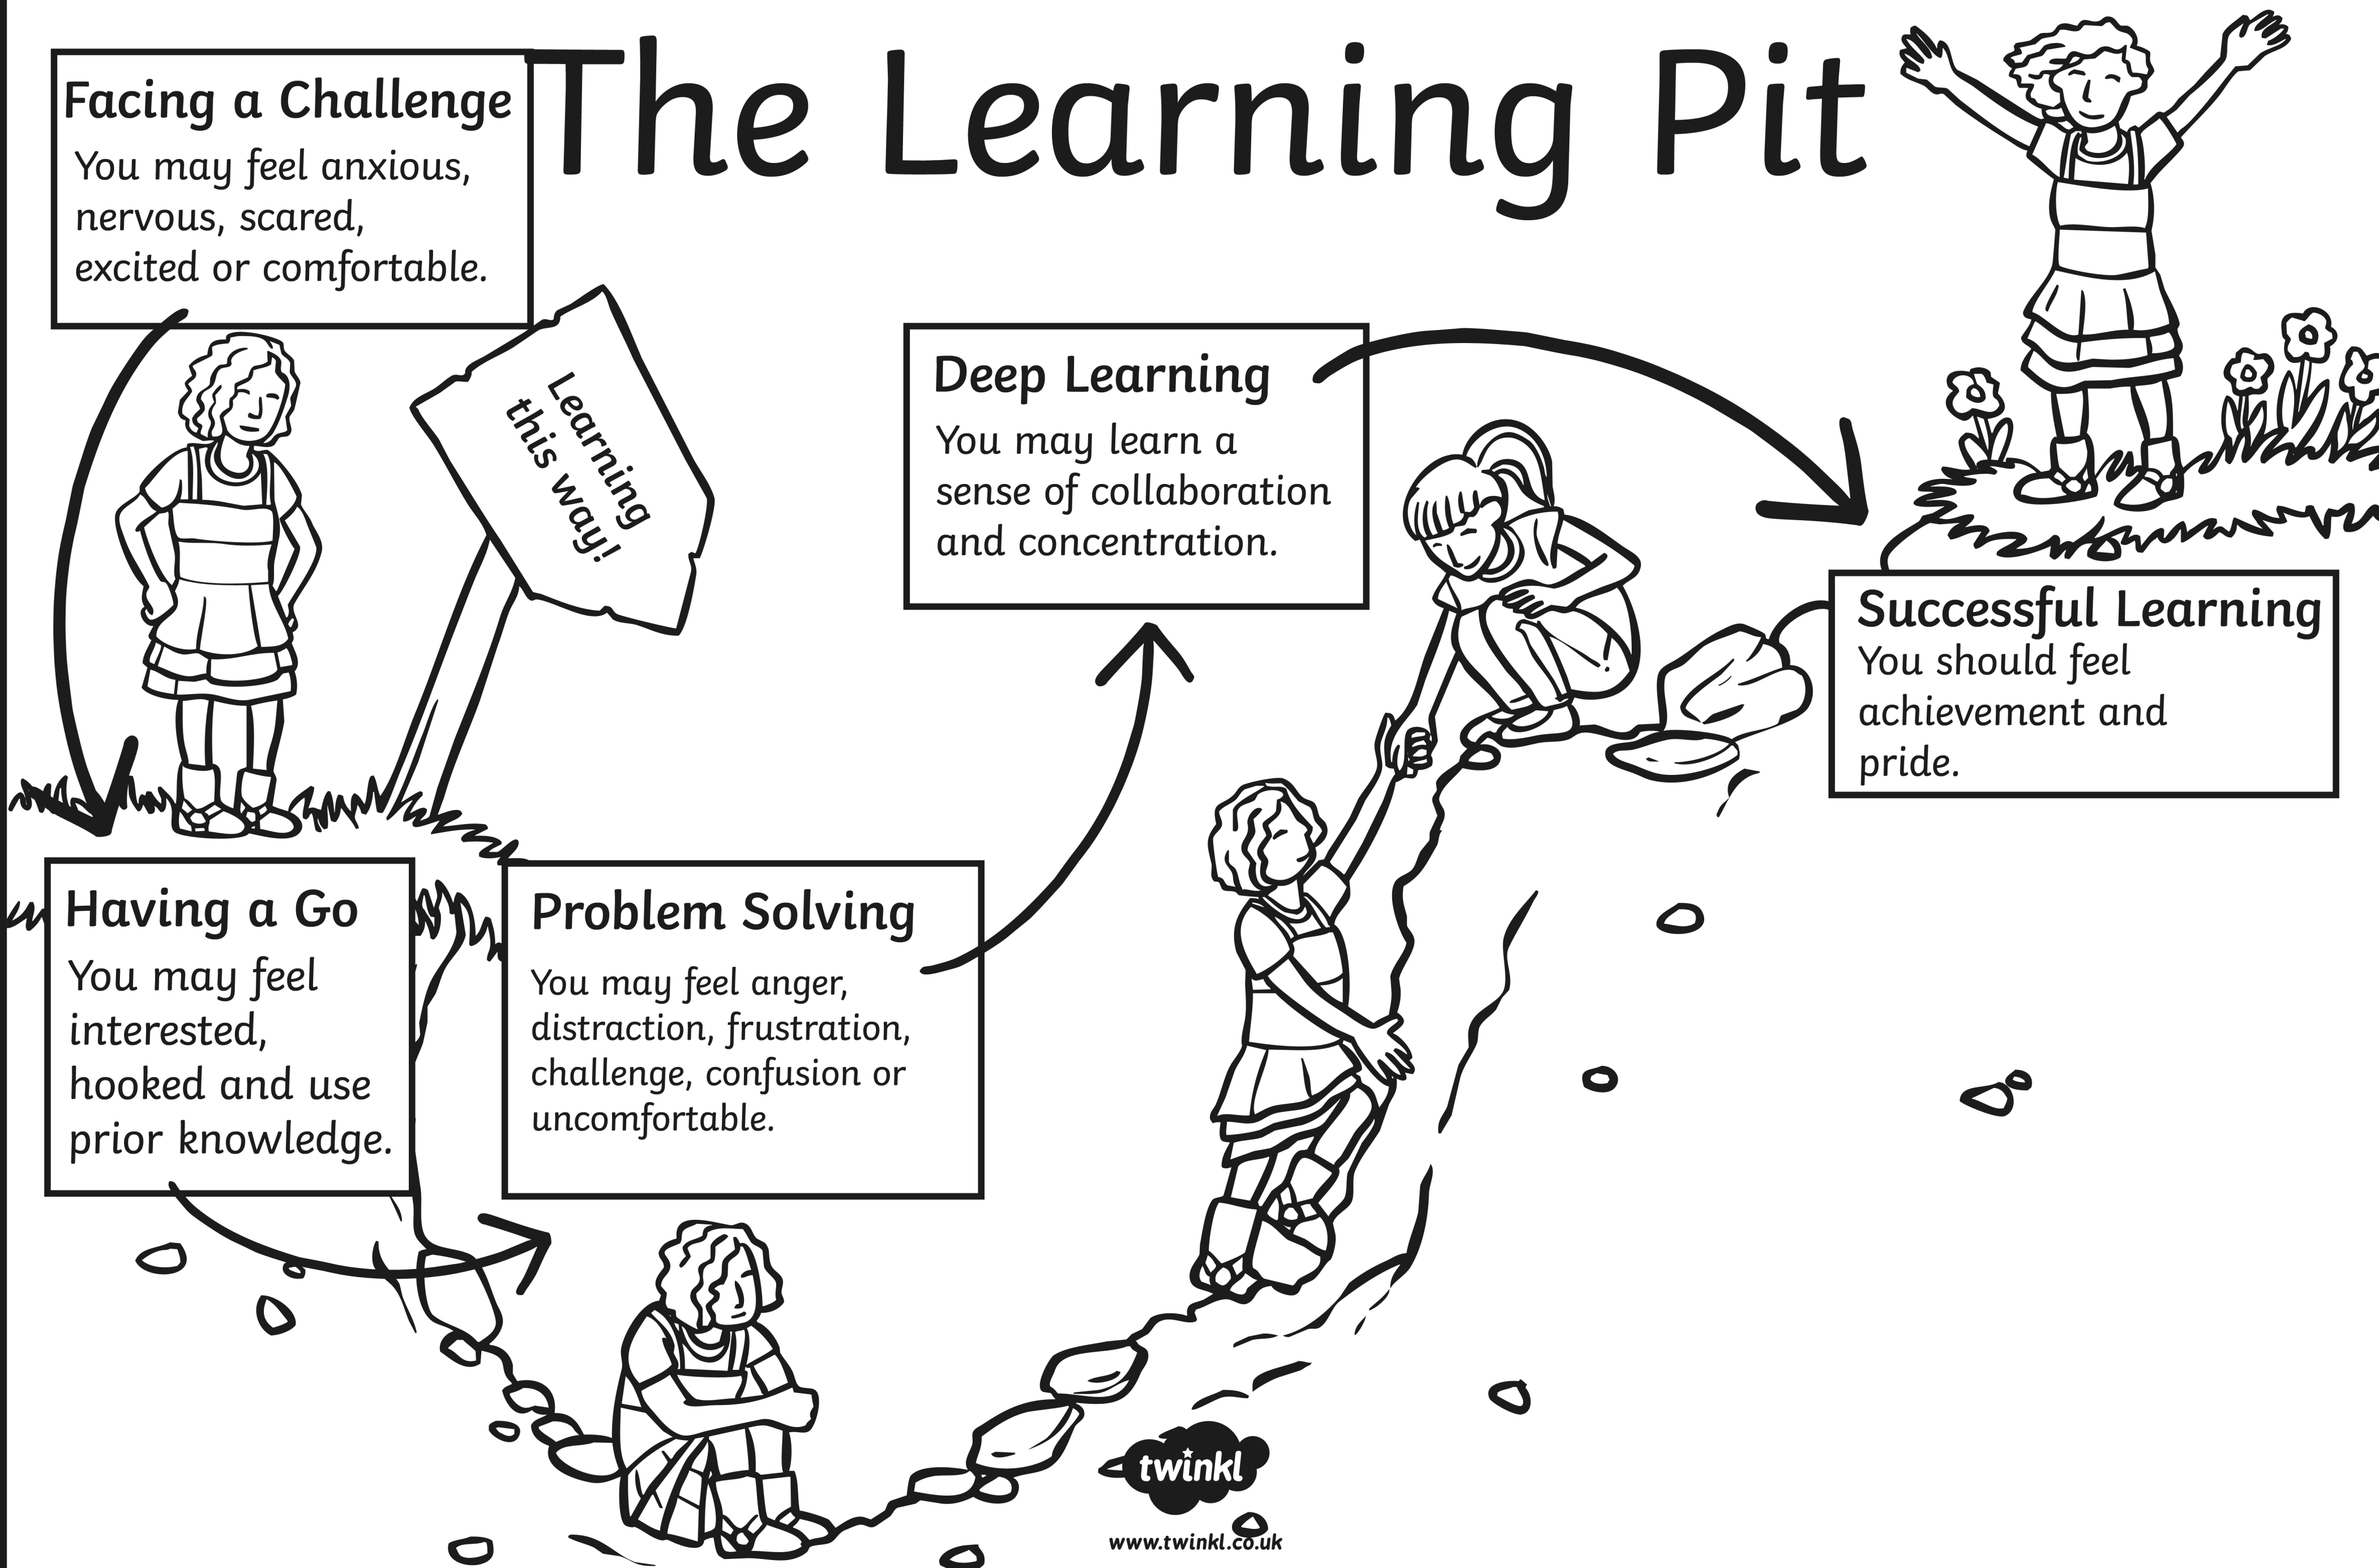 The Learning Pit
Facing a Challenge
You may feel anxious,
nervous, scared,
excited or comfortable.
Learning
this way!
Having a Go
You may feel
interested,
hooked and use
prior knowledge.
Problem Solving
You may feel anger,
distraction, frustration,
challenge, confusion or
uncomfortable.
Deep Learning
You may learn a
sense of collaboration
and concentration.
Successful Learning
You should feel
achievement and
pride.
twinkl
www.twinkl.co.uk